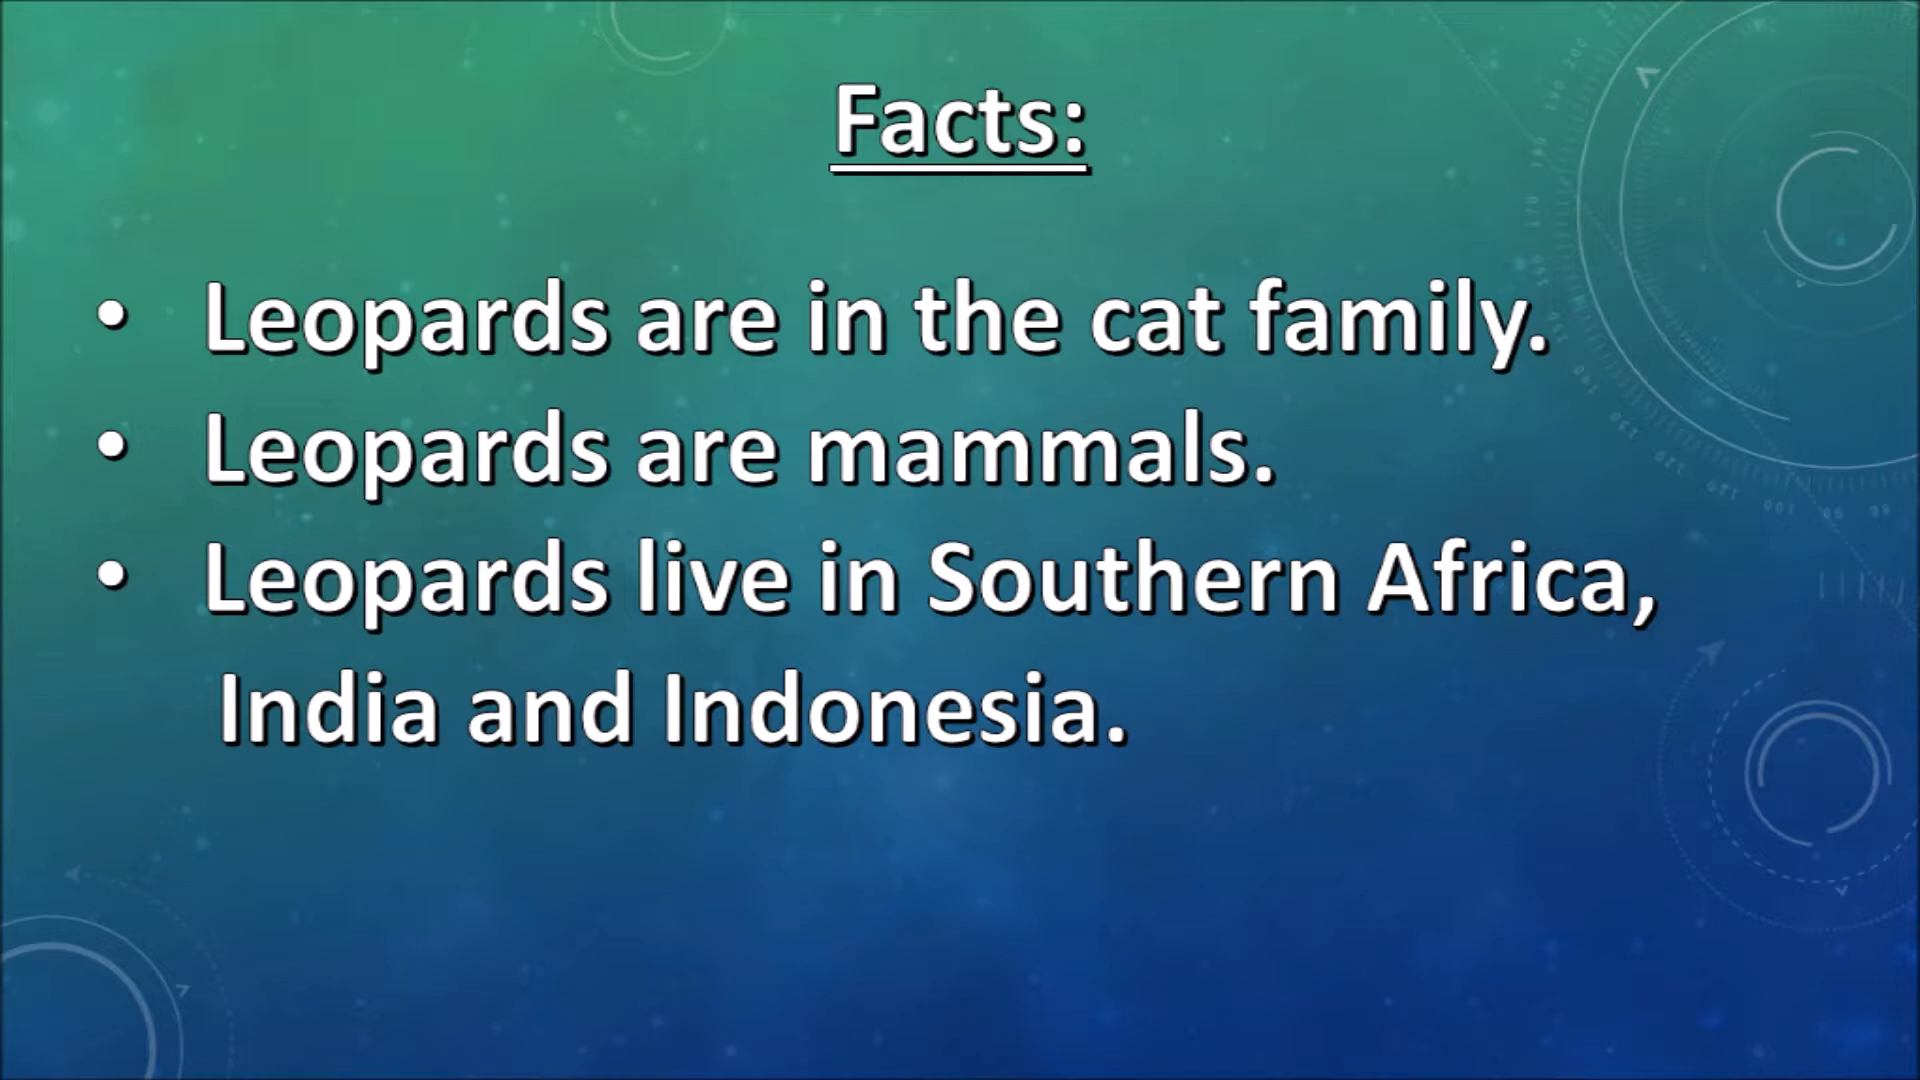 Facts:
• Leopards are in the cat family.
• Leopards are mammals.
• Leopards live in Southern Africa,
India and Indonesia.